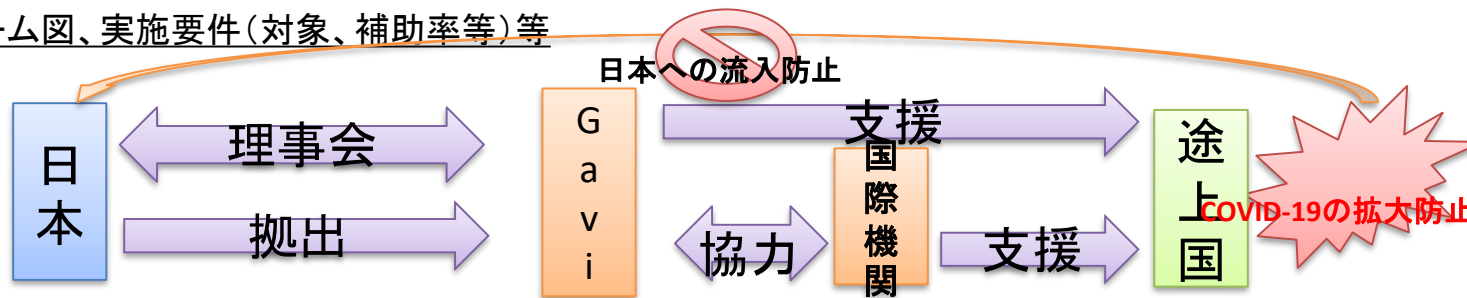 ーム図、実施要件(対象、補助率等)等
日本への流入防止
日本
理事会
拠出
Gavi
支援
協力
国際機関
支援
途上国
COVID-19の拡大防止